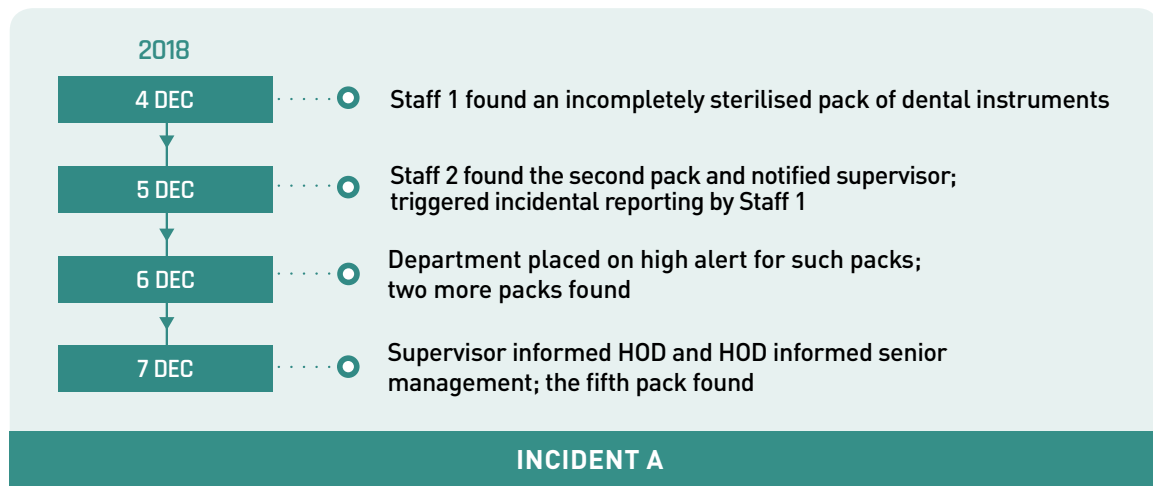 2018
4 DEC
Staff 1 found an incompletely sterilised pack of dental instruments
5 DEC
Staff 2 found the second pack and notified supervisor;
triggered incidental reporting by Staff 1
6 DEC
Department placed on high alert for such packs;
two more packs found
7 DEC
Supervisor informed HOD and HOD informed senior
management; the fifth pack found
INCIDENT A